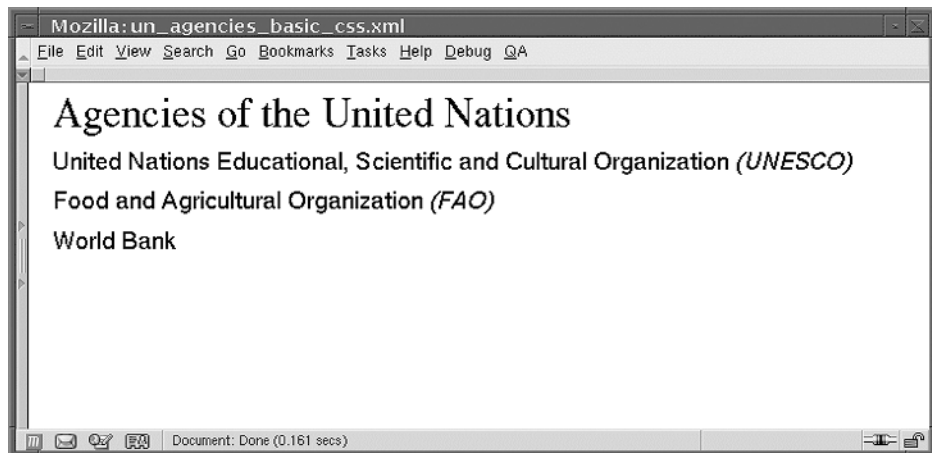 Mozilla: un_agencies_basic_css.xml
File Edit View Search Go Bookmarks Tasks Help Debug QA
Agencies of the United Nations
United Nations Educational, Scientific and Cultural Organization (UNESCO)
Food and Agricultural Organization (FAO)
World Bank
Document: Done (0.161 secs)